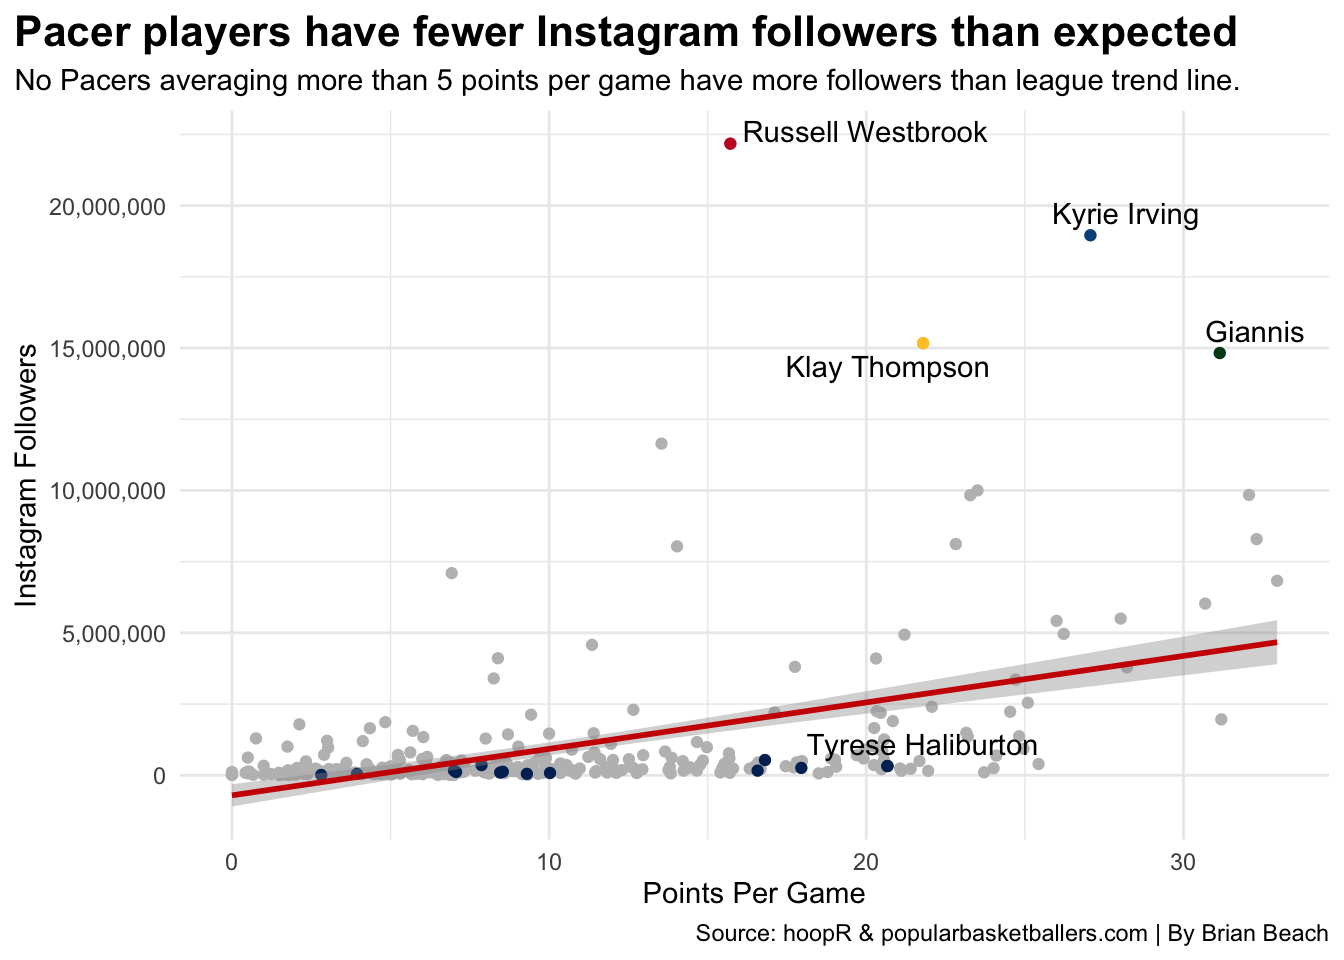 Pacer players have fewer Instagram followers than expected
No Pacers averaging more than 5 points per game have more followers than league trend line.
Russell Westbrook
20,000,000
Kyrie Irving
Giannis
15,000,000
Klay Thompson
Instagram Followers
10,000,000
5,000,000
Tyrese Haliburton
0
0 10 20 30
Points Per Game
Source: hoopR & popularbasketballers.com | By Brian Beach